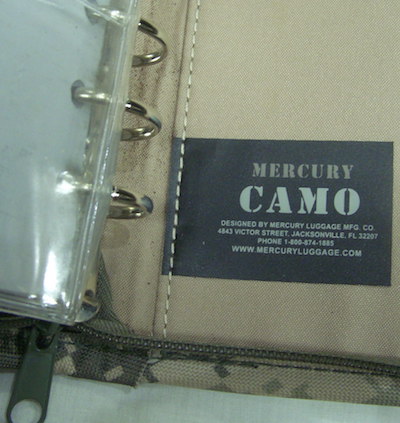 MERCURY
CAMO
DESIGNED BY MERCURY LUGGAGE MFG. CO.
4843 VICTOR STREET, JACKSONVILLE, FL 32207
PHONE 1-800-874-1885
WWW.MERCURYLUGGAGE.COM